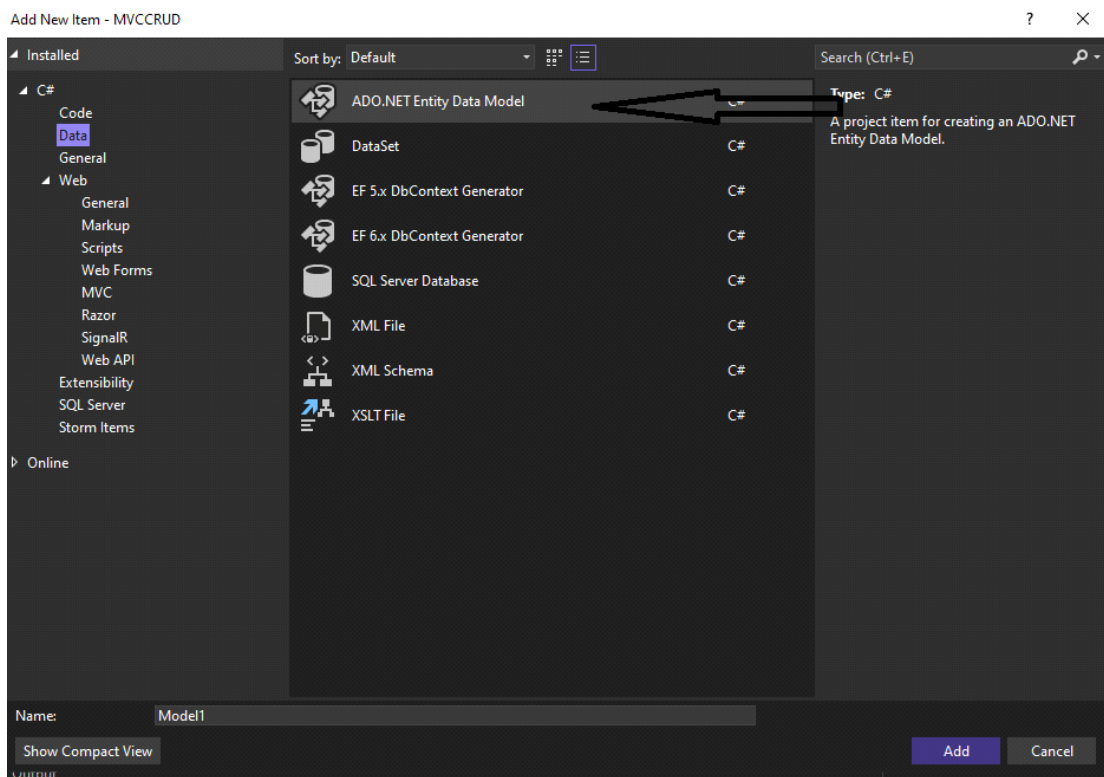 Add New Item - MVCCRUD
?
Installed
Sort by: Default
Search (Ctrl+E)
C#
Code
Data
General
Web
General
Markup
Scripts
Web Forms
MVC
Razor
SignalR
Web API
Extensibility
SQL Server
Storm Items
Online
ADO.NET Entity Data Model C#
DataSet C#
EF 5.x DbContext Generator C#
EF 6.x DbContext Generator C#
SQL Server Database C#
XML File C#
XML Schema C#
XSLT File C#
Type: C#
A project item for creating an ADO.NET
Entity Data Model.
Name: Model1
Show Compact View
Add Cancel
Output